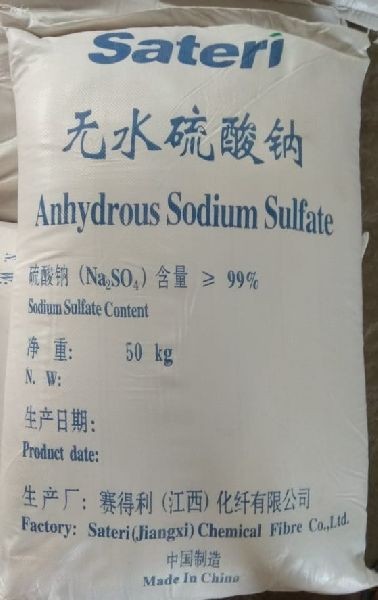 Sateri
无水硫酸钠
Anhydrous Sodium Sulfate
硫酸钠 (Na₂SO₄) 含量 ≥ 99%
Sodium Sulfate Content
净 重: 50 kg
N. W:
生产日期:
Product date:
生产厂: 赛得利 (江西) 化纤有限公司
Factory: Sateri(Jiangxi) Chemical Fibre Co.,Ltd.
中国制造
Made In China